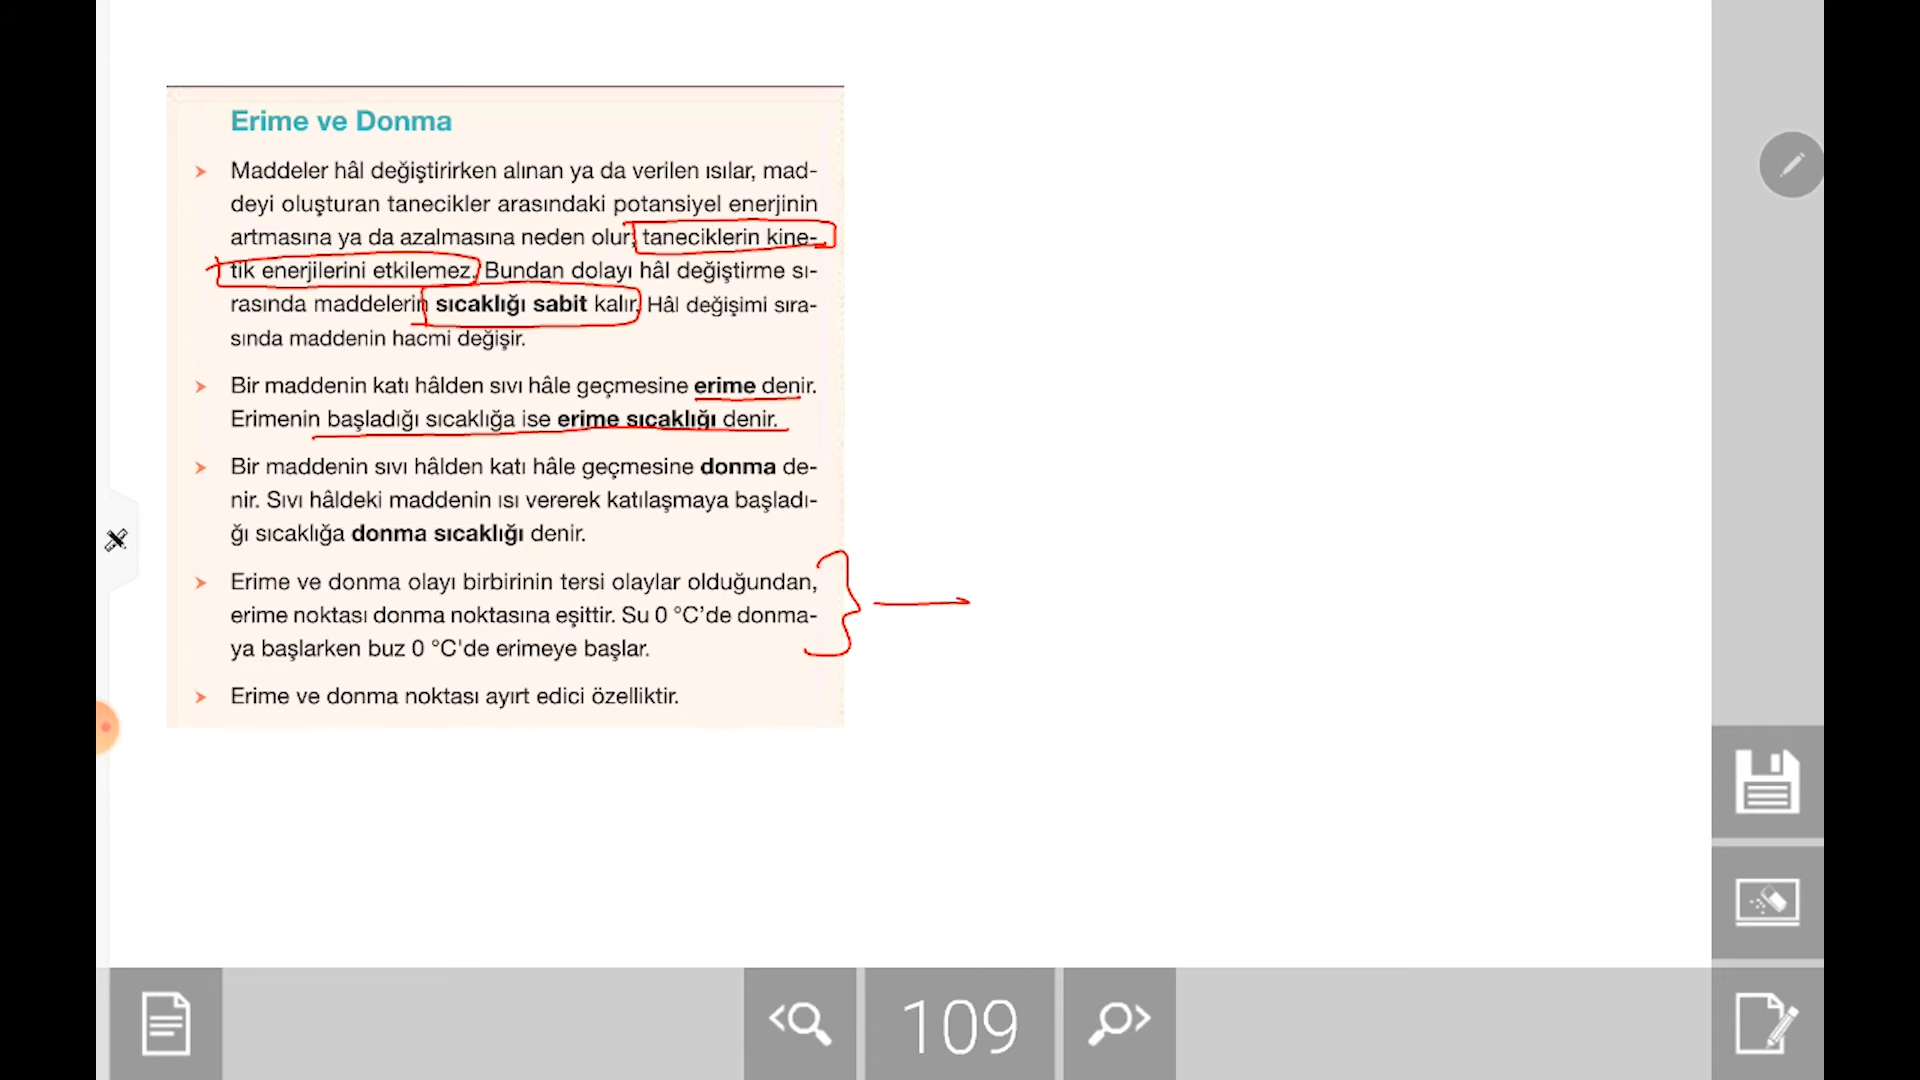 Erime ve Donma
Maddeler hâl değiştirirken alınan ya da verilen ısılar, mad-
deyi oluşturan tanecikler arasındaki potansiyel enerjinin
artmasına ya da azalmasına neden olur, taneciklerin kine-
tik enerjilerini etkilemez. Bundan dolayı hâl değiştirme sı-
rasında maddelerin sıcaklığı sabit kalır. Hâl değişimi sıra-
sında maddenin hacmi değişir.
Bir maddenin katı hâlden sıvı hâle geçmesine erime denir.
Erimenin başladığı sıcaklığa ise erime sıcaklığı denir.
Bir maddenin sıvı hâlden katı hâle geçmesine donma de-
nir. Sıvı hâldeki maddenin ısı vererek katılaşmaya başladı-
ğı sıcaklığa donma sıcaklığı denir.
Erime ve donma olayı birbirinin tersi olaylar olduğundan,
erime noktası donma noktasına eşittir. Su 0 °C’de donma-
ya başlarken buz 0 °C'de erimeye başlar.
Erime ve donma noktası ayırt edici özelliktir.
109